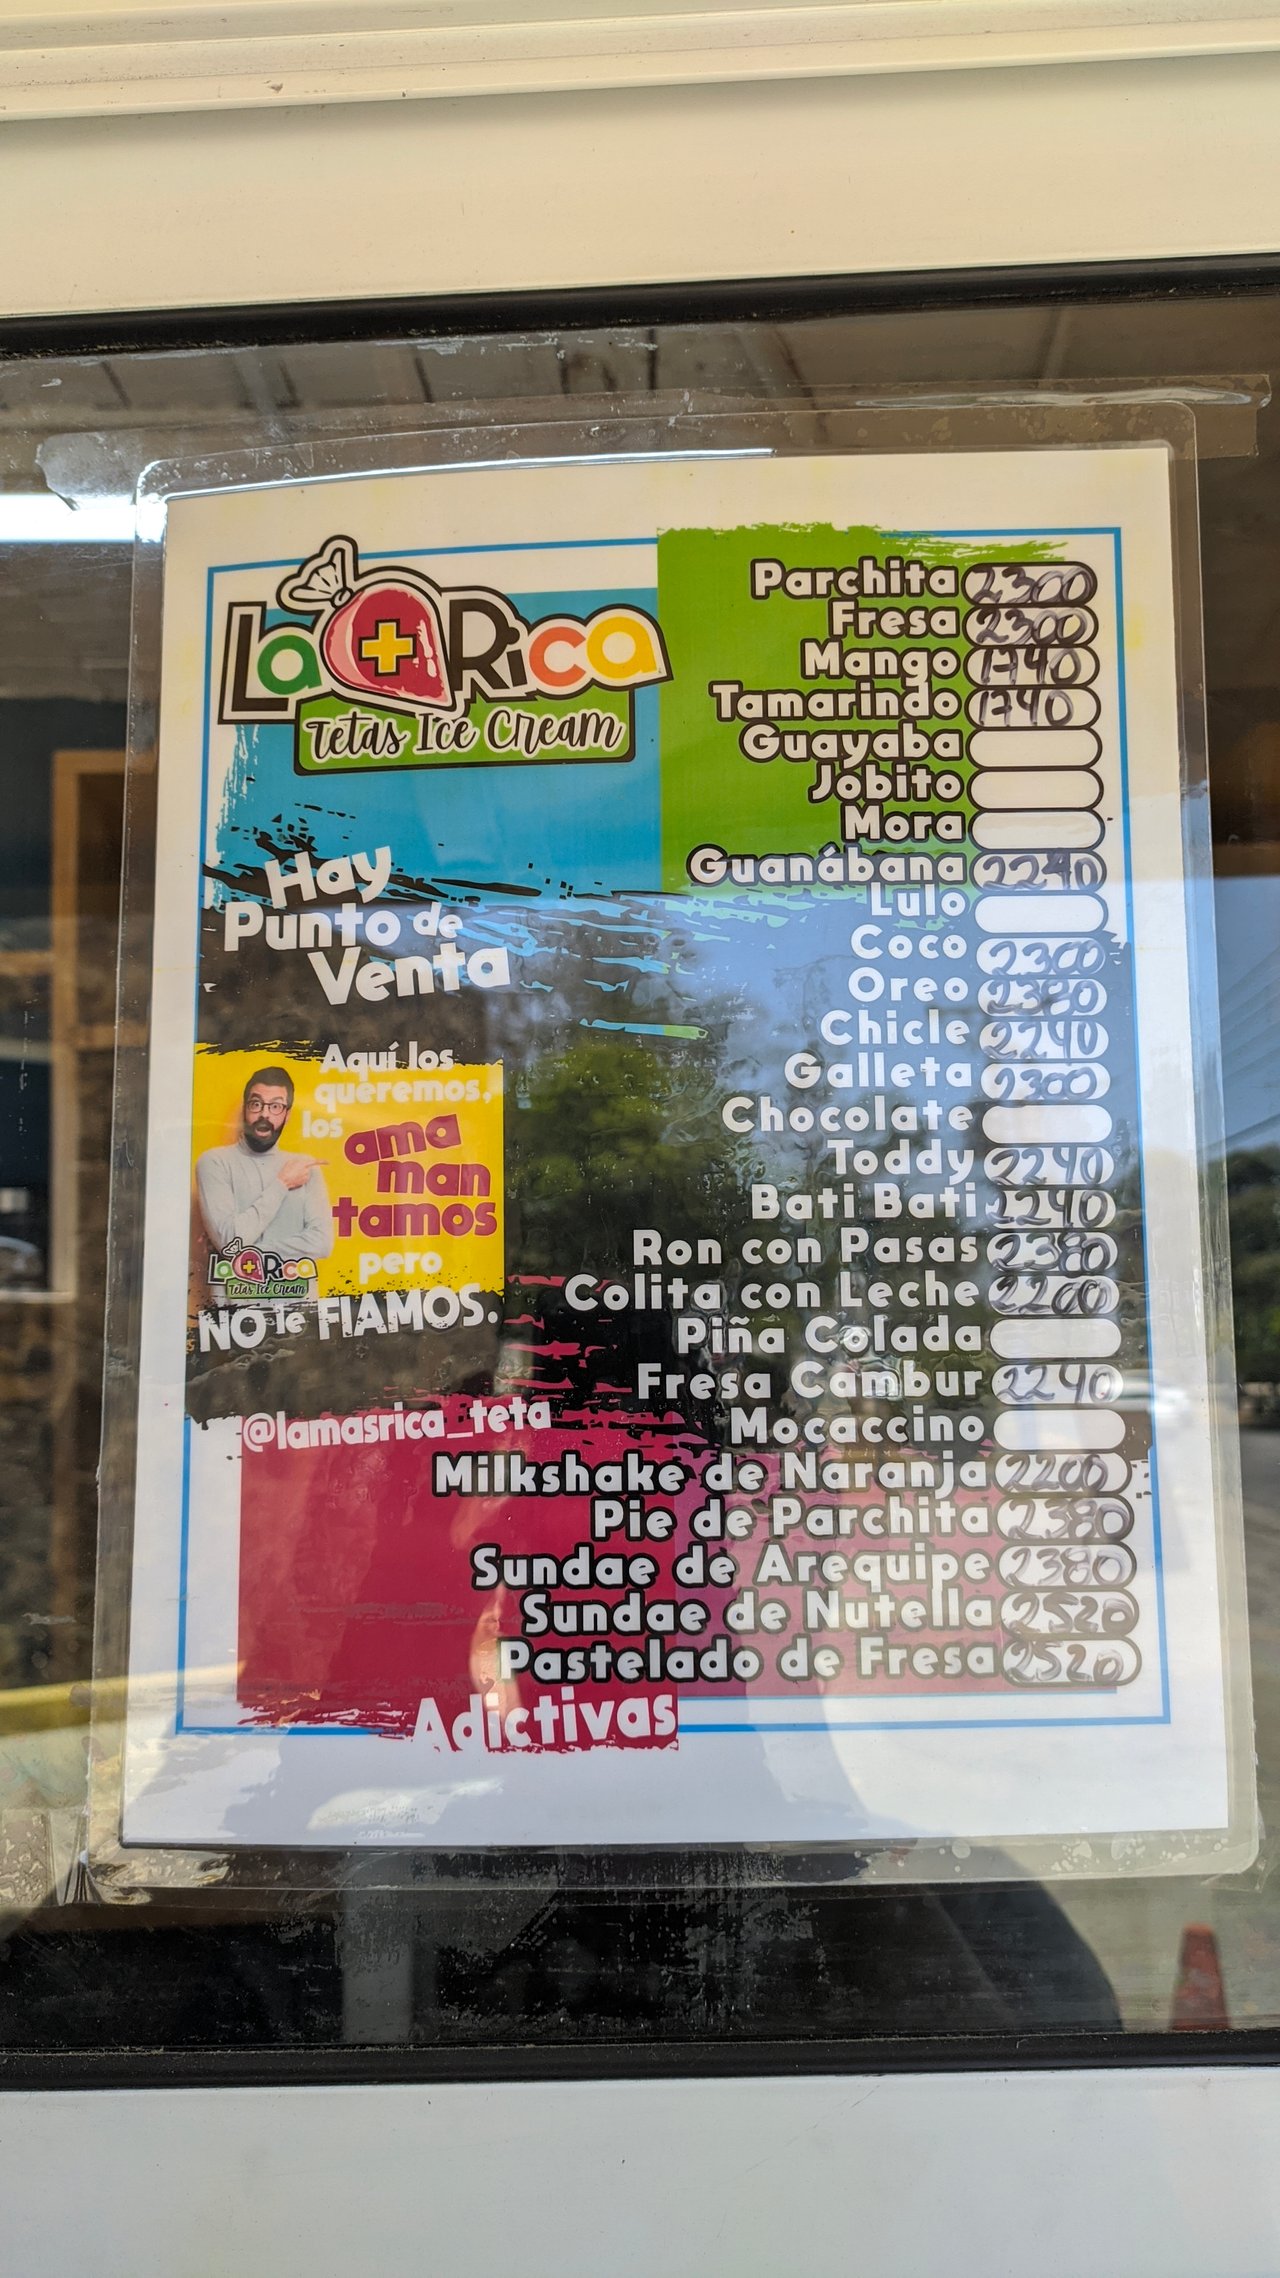 La + Rica
Tetas Ice Cream
Hay
Punto de
Venta
Aquí los
queremos,
los ama
man
tamos
pero
La + Rica
Tetas Ice Cream
NO le FIAMOS.
@lamasrica_teta
Parchita 2300
Fresa 2300
Mango 1740
Tamarindo 1740
Guayaba
Jobito
Mora
Guanábana 2240
Lulo
Coco 2300
Oreo 2380
Chicle 2240
Galleta 2300
Chocolate
Toddy 2240
Bati Bati 2240
Ron con Pasas 2380
Colita con Leche 2200
Piña Colada
Fresa Cambur 2240
Mocaccino
Milkshake de Naranja 2200
Pie de Parchita 2380
Sundae de Arequipe 2380
Sundae de Nutella 2520
Pastelado de Fresa 2520
Adictivas